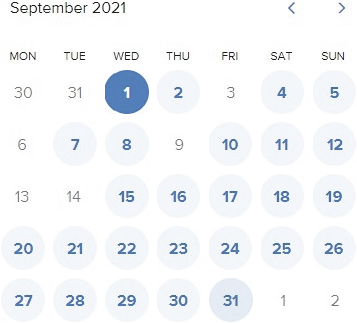 September 2021
MON TUE WED THU FRI SAT SUN
30 31 1 2 3 4 5
6 7 8 9 10 11 12
13 14 15 16 17 18 19
20 21 22 23 24 25 26
27 28 29 30 31 1 2